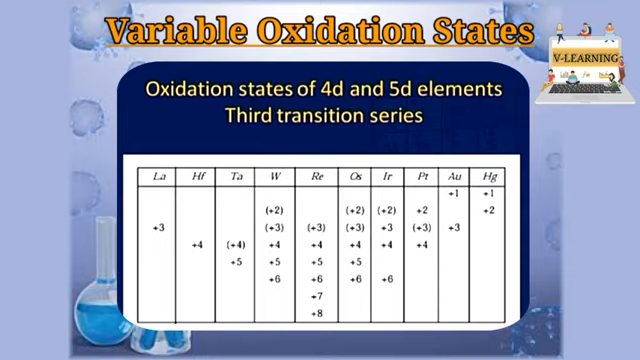 Variable Oxidation States
V-LEARNING
Oxidation states of 4d and 5d elements
Third transition series
La Hf Ta W Re Os Ir Pt Au Hg
+1 +1
(+2) (+2) (+2) +2 +2
+3 (+3) (+3) (+3) +3 (+3) +3
+4 (+4) +4 +4 +4 +4 +4
+5 +5 +5 +5
+6 +6 +6 +6
+7
+8